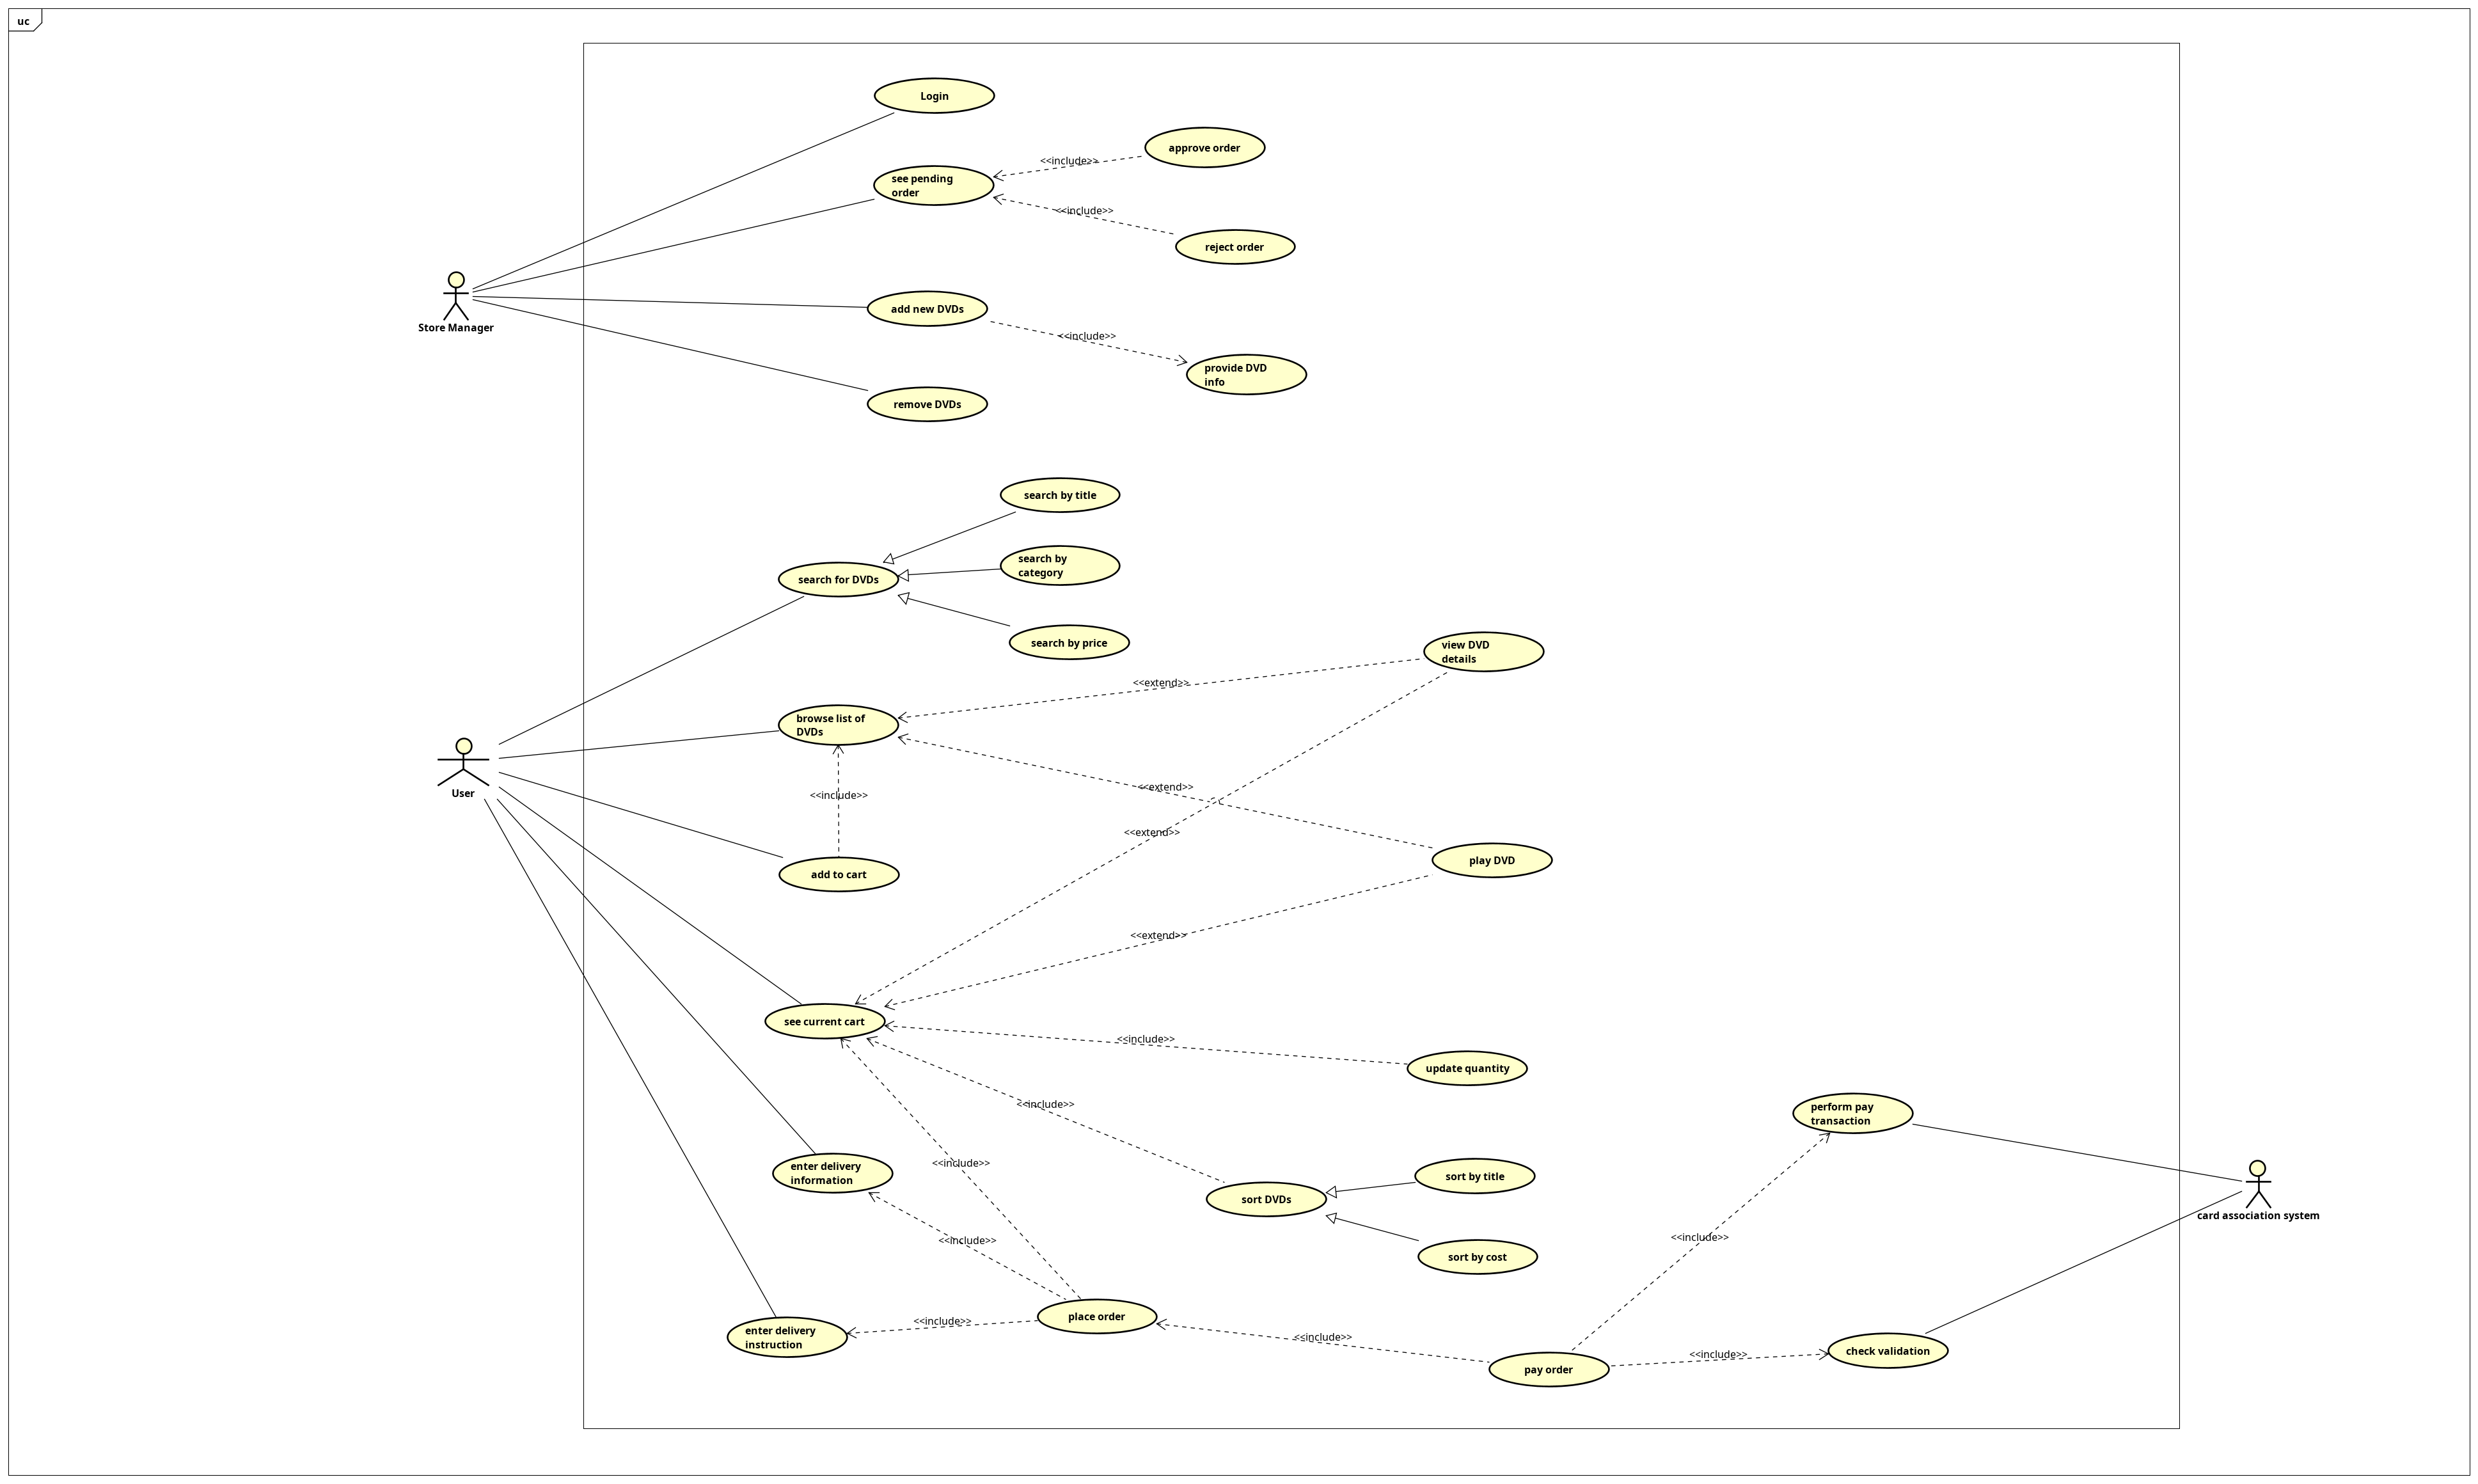 uc
Login
approve order
<<include>>
see pending
order
<<include>>
reject order
Store Manager
add new DVDs
<<include>>
provide DVD
info
remove DVDs
search by title
search for DVDs
search by
category
search by price
view DVD
details
<<extend>>
browse list of
DVDs
User
<<extend>>
<<include>>
<<extend>>
play DVD
add to cart
<<extend>>
see current cart
<<include>>
update quantity
<<include>>
perform pay
transaction
enter delivery
information
<<include>>
sort DVDs
sort by title
card association system
<<include>>
<<include>>
sort by cost
place order
enter delivery
instruction
<<include>>
<<include>>
pay order
<<include>>
check validation